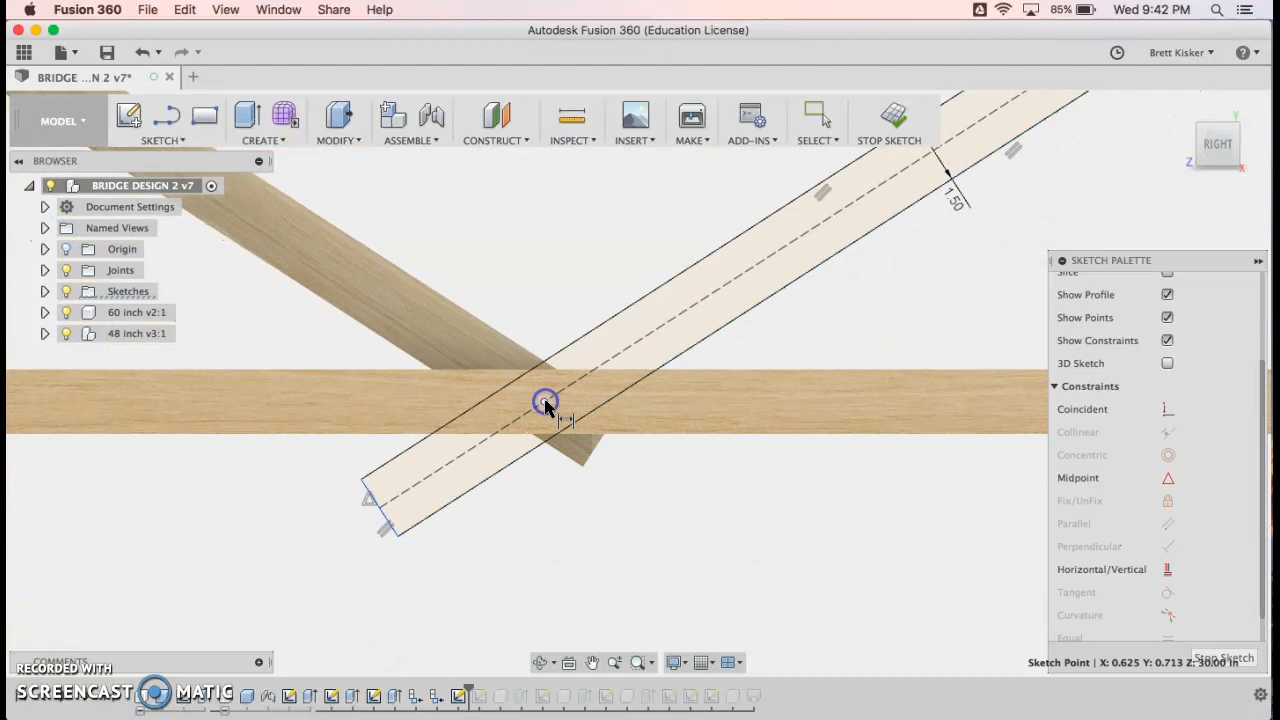 Fusion 360 File Edit View Window Share Help 85% Wed 9:42 PM
Autodesk Fusion 360 (Education License)
Brett Kisker
BRIDGE ...N 2 v7*
MODEL
SKETCH CREATE MODIFY ASSEMBLE CONSTRUCT INSPECT INSERT MAKE ADD-INS SELECT STOP SKETCH
RIGHT
Y
Z
X
BROWSER
BRIDGE DESIGN 2 v7
Document Settings
Named Views
Origin
Joints
Sketches
60 inch v2:1
48 inch v3:1
1.50
SKETCH PALETTE
Slice
Show Profile
Show Points
Show Constraints
3D Sketch
Constraints
Coincident
Collinear
Concentric
Midpoint
Fix/UnFix
Parallel
Perpendicular
Horizontal/Vertical
Tangent
Curvature
Equal
Stop Sketch
Sketch Point | X: 0.625 Y: 0.713 Z: 30.00 in
COMMENTS
RECORDED WITH
SCREENCAST MATIC